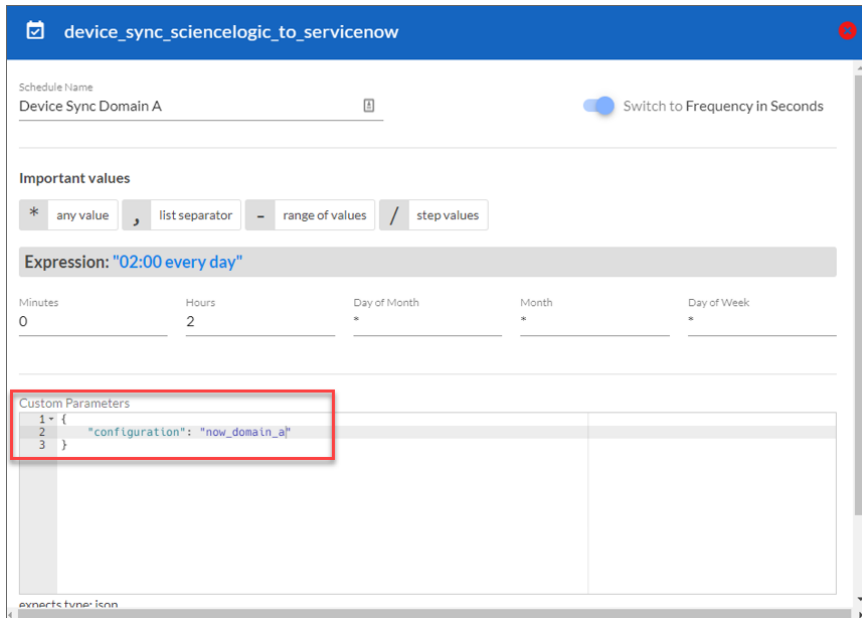 device_sync_sciencelogic_to_servicenow
Schedule Name
Device Sync Domain A
Switch to Frequency in Seconds
Important values
* any value , list separator - range of values / step values
Expression: "02:00 every day"
Minutes Hours Day of Month Month Day of Week
0 2 * * *
Custom Parameters
1 {
2 "configuration": "now_domain_a"
3 }
expects type: json